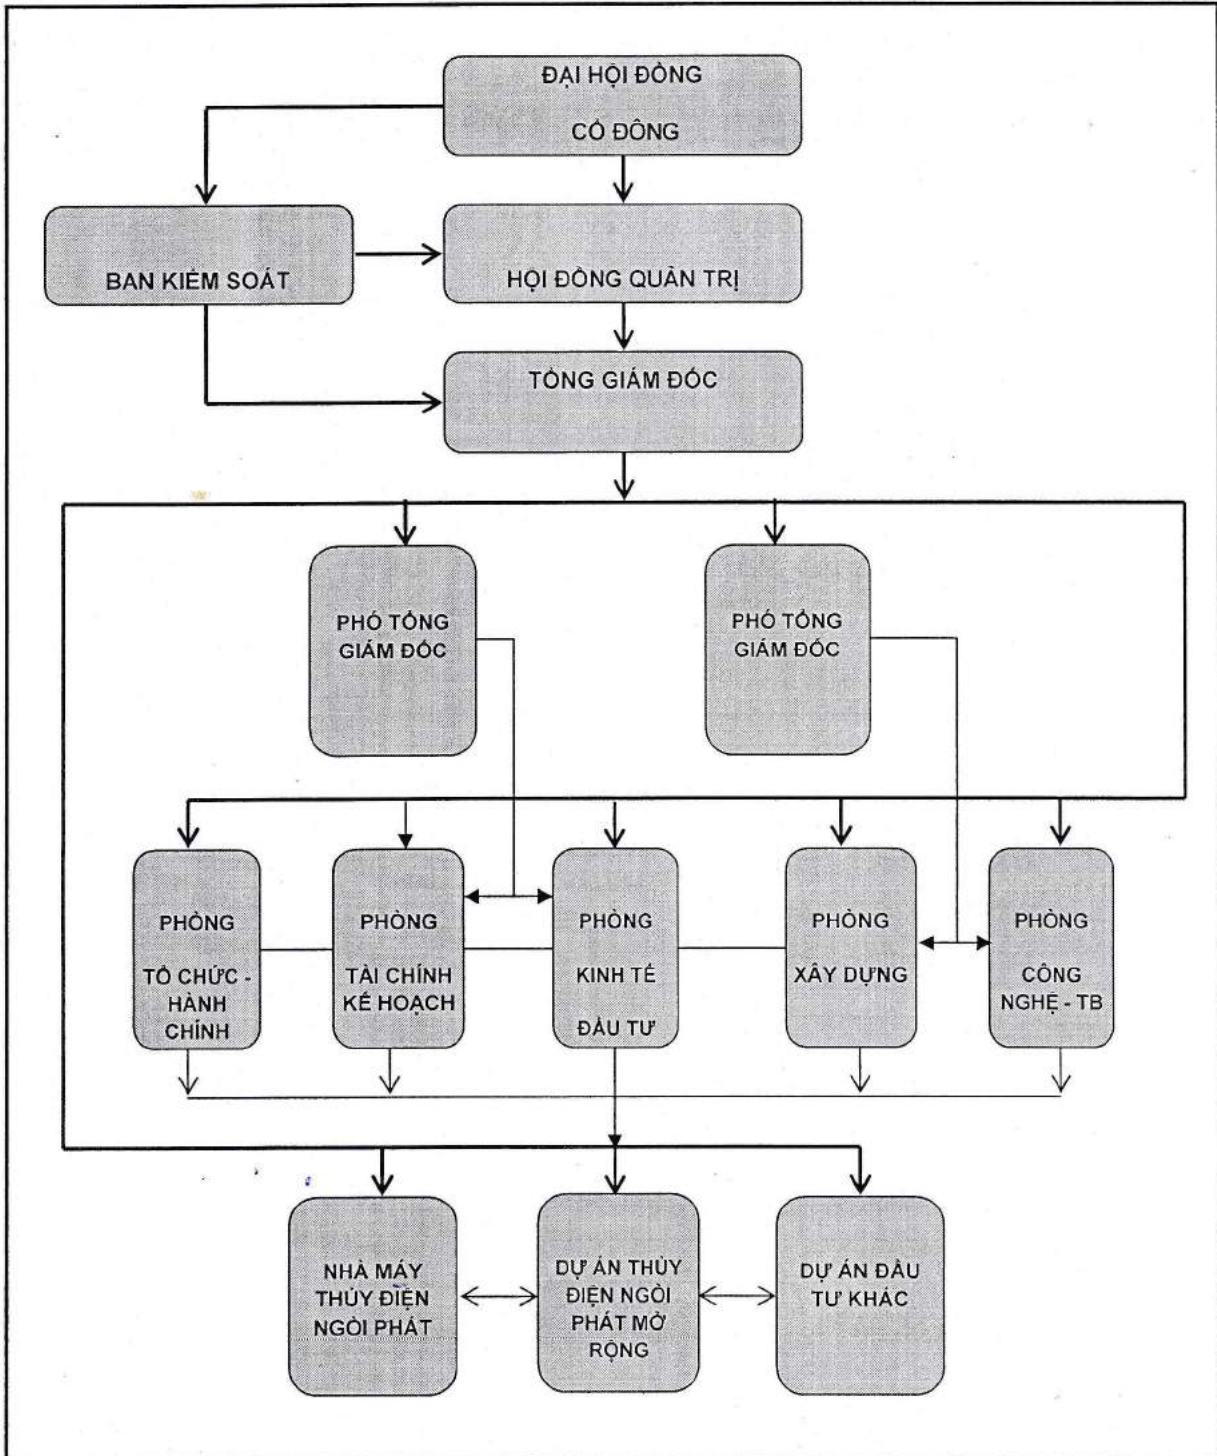 ĐẠI HỘI ĐỒNG
CỔ ĐÔNG
BAN KIỂM SOÁT
HỘI ĐỒNG QUẢN TRỊ
TỔNG GIÁM ĐỐC
PHÓ TỔNG
GIÁM ĐỐC
PHÓ TỔNG
GIÁM ĐỐC
PHÒNG
TỔ CHỨC -
HÀNH
CHÍNH
PHÒNG
TÀI CHÍNH
KẾ HOẠCH
PHÒNG
KINH TẾ
ĐẦU TƯ
PHÒNG
XÂY DỰNG
PHÒNG
CÔNG
NGHỆ - TB
NHÀ MÁY
THỦY ĐIỆN
NGÒI PHÁT
DỰ ÁN THỦY
ĐIỆN NGÒI
PHÁT MỞ
RỘNG
DỰ ÁN ĐẦU
TƯ KHÁC